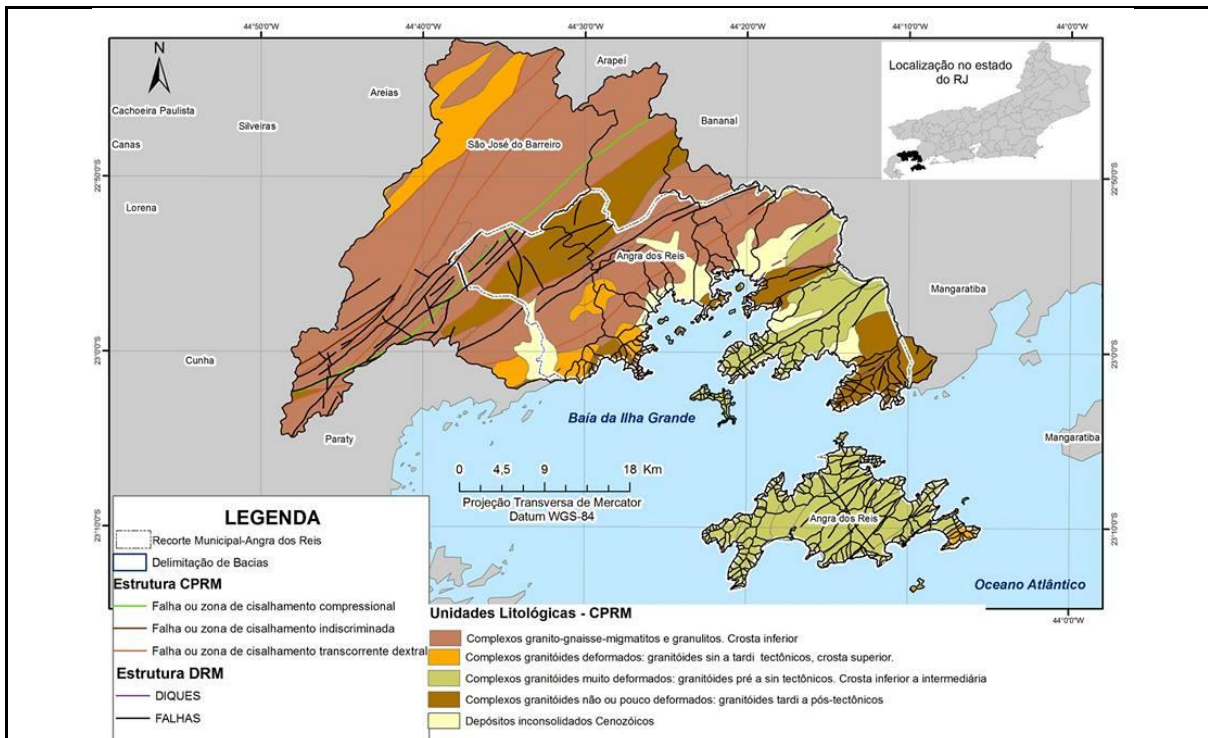 44°50'0"W
44°40'0"W
44°30'0"W
44°20'0"W
44°10'0"W
N
Arapeí
Localização no estado
do RJ
Areias
Cachoeira Paulista
Bananal
Silveiras
Canas
São José do Barreiro
22°50'0"S
22°50'0"S
Lorena
Angra dos Reis
Mangaratiba
23°0'0"S
Cunha
23°0'0"S
Baía da Ilha Grande
Paraty
Mangaratiba
0 4,5 9 18 Km
Projeção Transversa de Mercator
Datum WGS-84
LEGENDA
Recorte Municipal-Angra dos Reis
Delimitação de Bacias
Estrutura CPRM
Falha ou zona de cisalhamento compressional
Falha ou zona de cisalhamento indiscriminada
Falha ou zona de cisalhamento transcorrente dextral
Estrutura DRM
DIQUES
FALHAS
23°10'0"S
Angra dos Reis
23°10'0"S
Oceano Atlântico
44°0'0"W
Unidades Litológicas - CPRM
Complexos granito-gnaisse-migmatitos e granulitos. Crosta inferior
Complexos granitóides deformados: granitóides sin a tardi tectônicos, crosta superior.
Complexos granitóides muito deformados: granitóides pré a sin tectônicos. Crosta inferior a intermediária
Complexos granitóides não ou pouco deformados: granitóides tardi a pós-tectônicos
Depósitos inconsolidados Cenozóicos